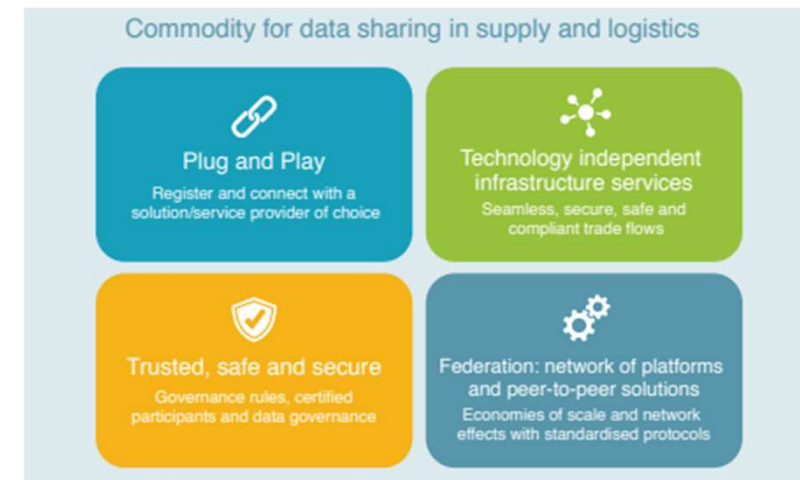 Commodity for data sharing in supply and logistics
Plug and Play
Register and connect with a
solution/service provider of choice
Technology independent
infrastructure services
Seamless, secure, safe and
compliant trade flows
Trusted, safe and secure
Governance rules, certified
participants and data governance
Federation: network of platforms
and peer-to-peer solutions
Economies of scale and network
effects with standardised protocols